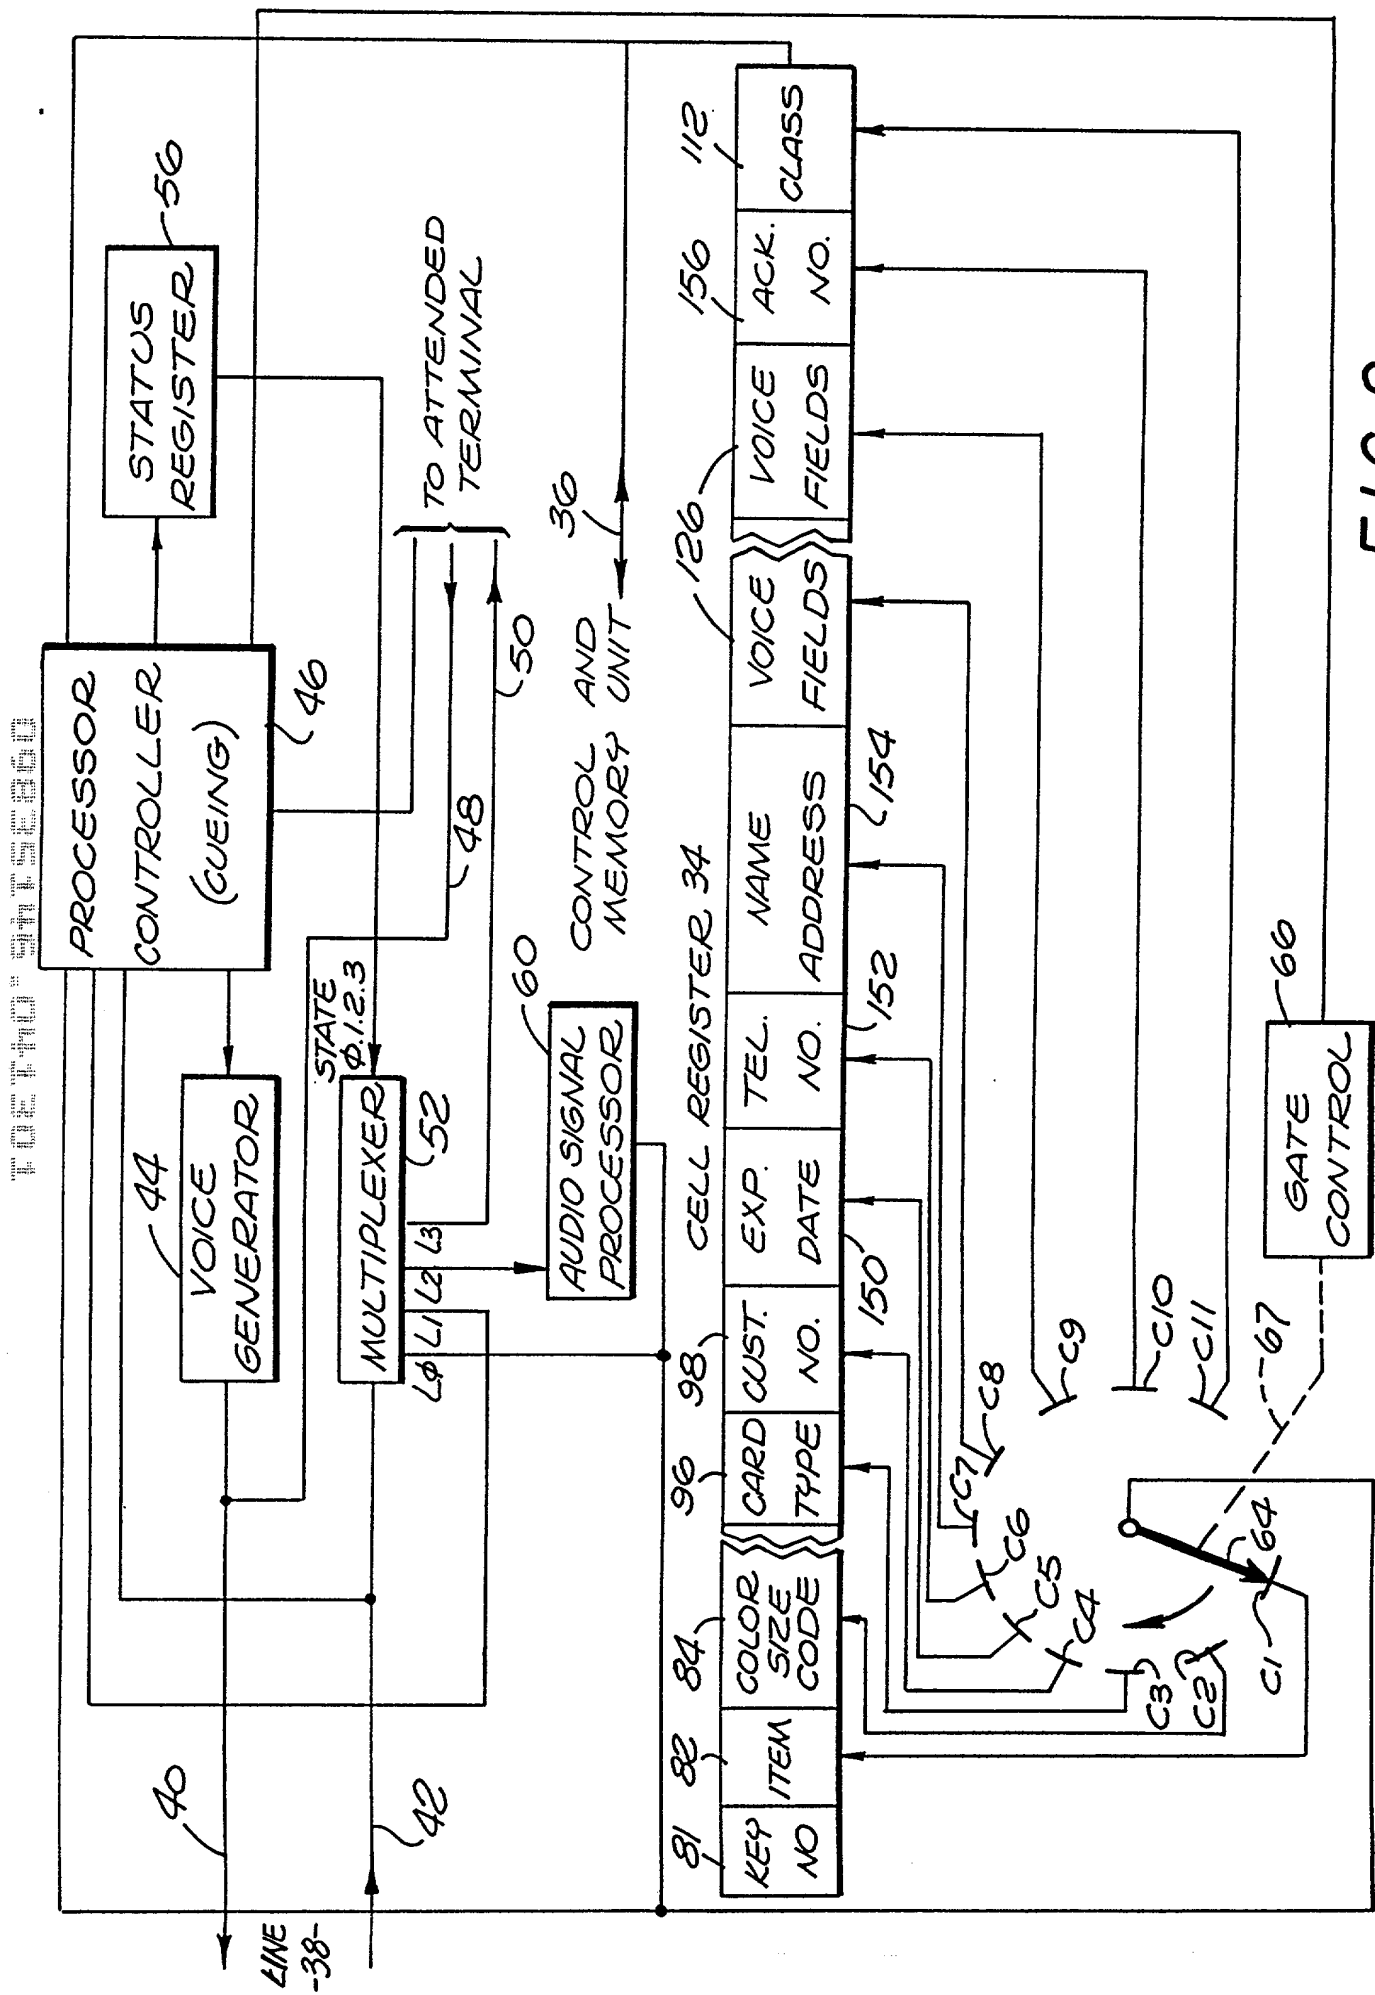 PROCESSOR
CONTROLLER
(CUEING)
46
STATUS
REGISTER
56
44
VOICE
GENERATOR
40
LINE
-38-
42
STATE
Φ.1.2.3
MULTIPLEXER
52
LΦ L1 L2 L3
TO ATTENDED
TERMINAL
48
50
60
AUDIO SIGNAL
PROCESSOR
CONTROL AND
MEMORY UNIT
36
CELL REGISTER 34
81
KEY
NO
82
ITEM
84
COLOR
SIZE
CODE
96
CARD
TYPE
98
CUST.
NO.
EXP.
DATE
150
TEL.
NO.
152
NAME
ADDRESS
154
126
VOICE
FIELDS
VOICE
FIELDS
156
ACK.
NO.
112
CLASS
C1
C2
C3
C4
C5
C6
C7
C8
C9
C10
C11
64
67
GATE
CONTROL
66